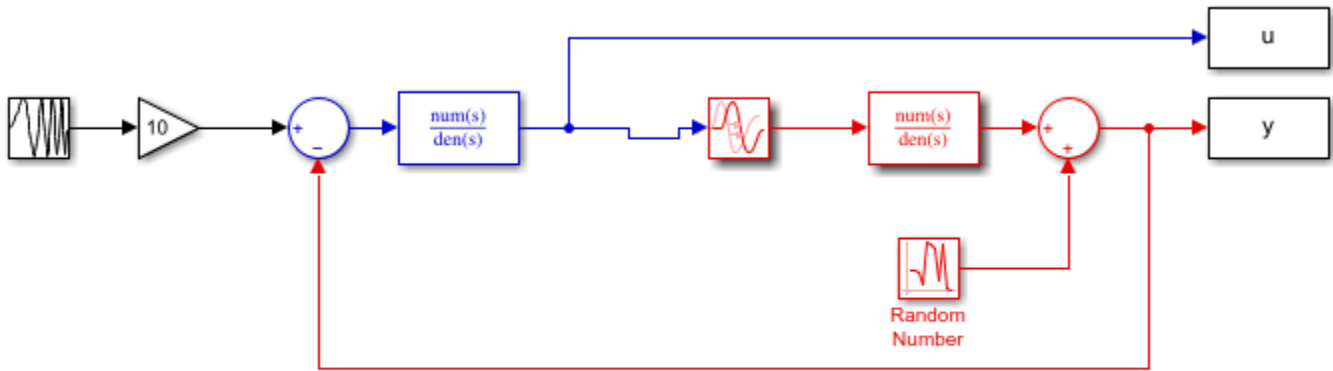 u
10
+
−
num(s)
den(s)
num(s)
den(s)
+
+
y
Random
Number